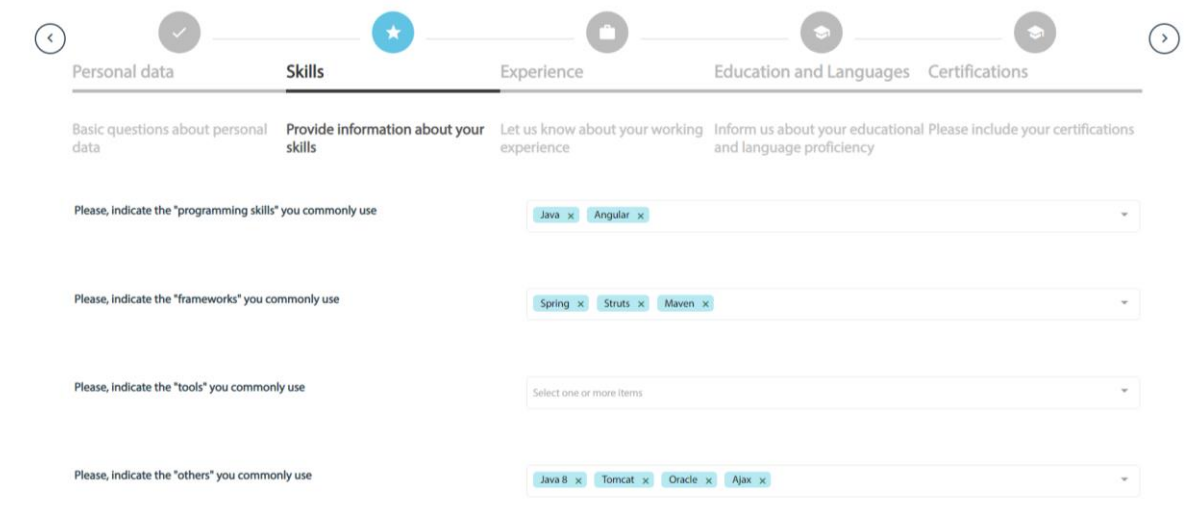 Personal data
Skills
Experience
Education and Languages
Certifications
Basic questions about personal
data
Provide information about your
skills
Let us know about your working
experience
Inform us about your educational
and language proficiency
Please include your certifications
Please, indicate the "programming skills" you commonly use
Java x Angular x
Please, indicate the "frameworks" you commonly use
Spring x Struts x Maven x
Please, indicate the "tools" you commonly use
Select one or more items
Please, indicate the "others" you commonly use
Java 8 x Tomcat x Oracle x Ajax x